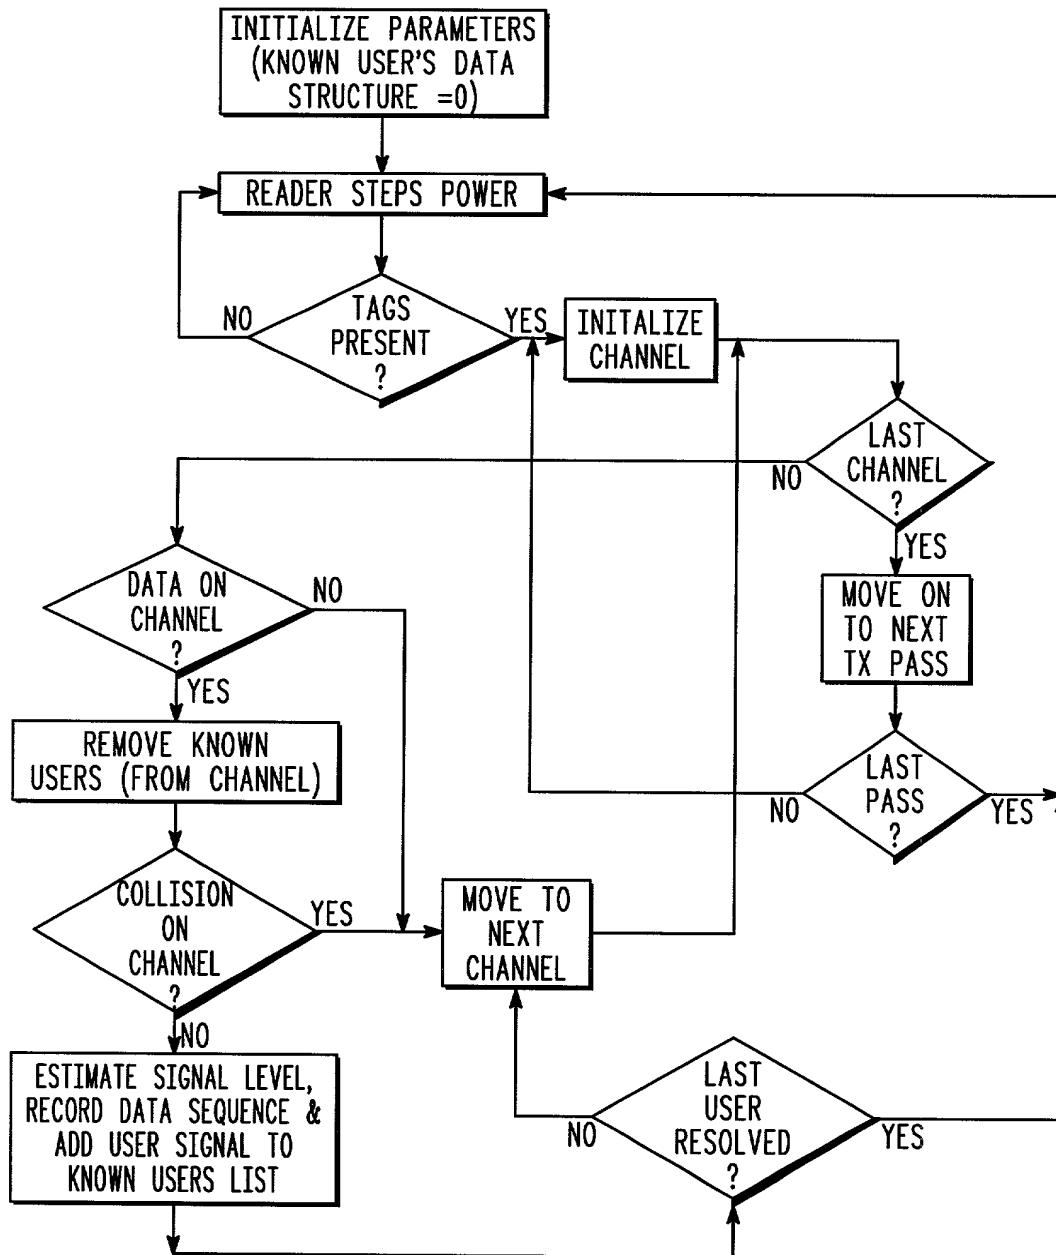 INITIALIZE PARAMETERS
(KNOWN USER'S DATA
STRUCTURE =0)
READER STEPS POWER
NO
TAGS
PRESENT
?
YES
INITALIZE
CHANNEL
LAST
CHANNEL
?
NO
YES
DATA ON
CHANNEL
?
NO
YES
MOVE ON
TO NEXT
TX PASS
REMOVE KNOWN
USERS (FROM CHANNEL)
LAST
PASS
?
NO
YES
COLLISION
ON
CHANNEL
?
YES
NO
MOVE TO
NEXT
CHANNEL
ESTIMATE SIGNAL LEVEL,
RECORD DATA SEQUENCE &
ADD USER SIGNAL TO
KNOWN USERS LIST
LAST
USER
RESOLVED
?
NO
YES